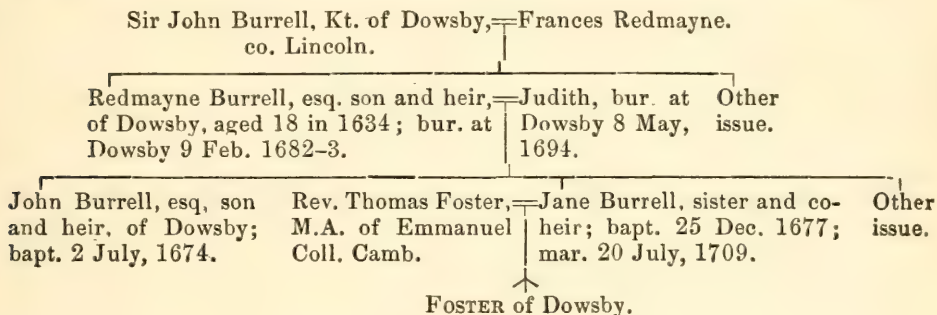 Sir John Burrell, Kt. of Dowsby, Frances Redmayne.
co. Lincoln.
Redmayne Burrell, esq. son and heir, Judith, bur. at Other
of Dowsby, aged 18 in 1634; bur. at Dowsby 8 May, issue.
Dowsby 9 Feb. 1682–3. 1694.
John Burrell, esq, son Rev. Thomas Foster, Jane Burrell, sister and co- Other
and heir, of Dowsby; M.A. of Emmanuel heir; bapt. 25 Dec. 1677; issue.
bapt. 2 July, 1674. Coll. Camb. mar. 20 July, 1709.
FOSTER of Dowsby.